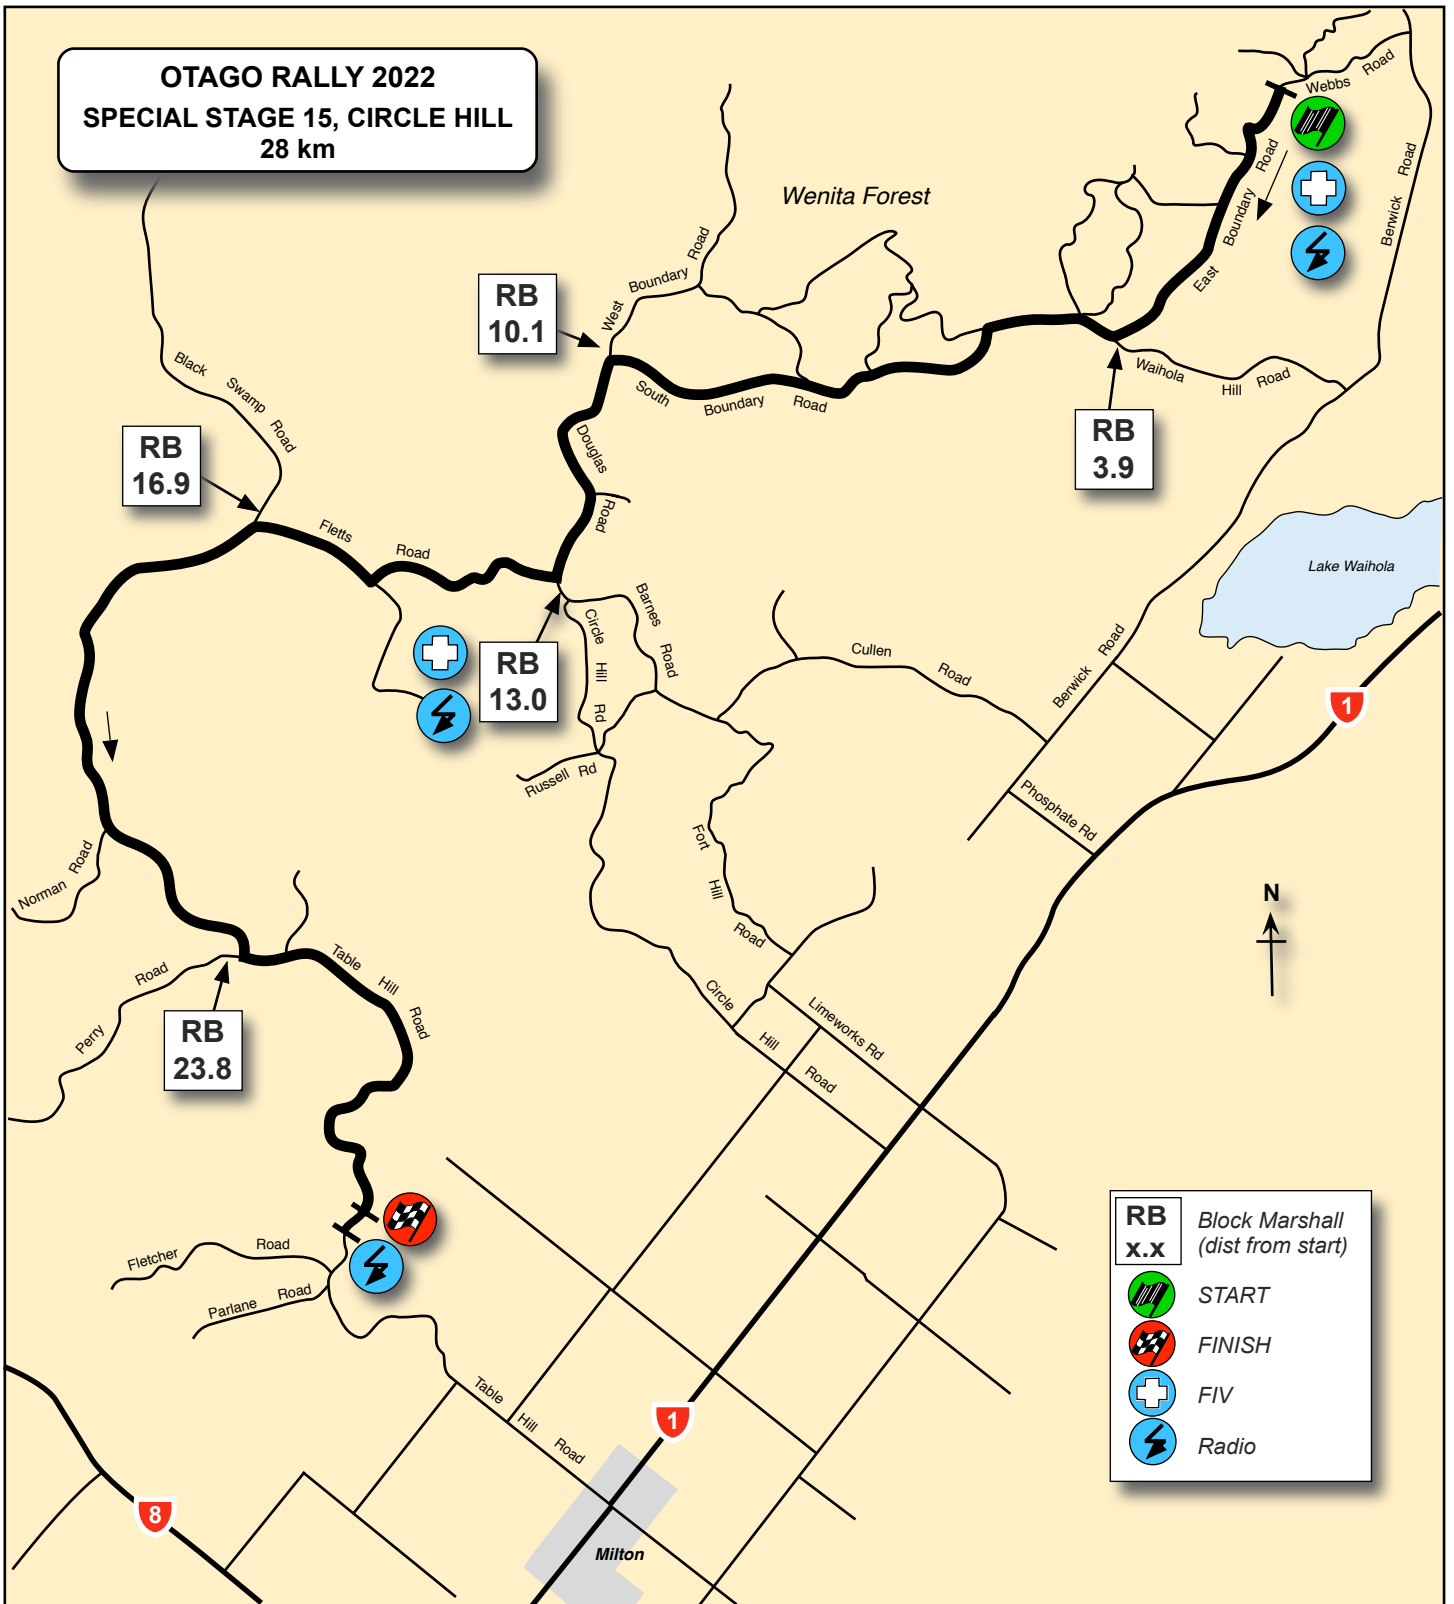 OTAGO RALLY 2022
SPECIAL STAGE 15, CIRCLE HILL
28 km
Webbs Road
Berwick Road
East Boundary Road
Wenita Forest
West Boundary Road
RB
10.1
South Boundary Road
Waihola Hill Road
RB
3.9
Black Swamp Road
RB
16.9
Douglas Road
Fletts Road
Lake Waihola
RB
13.0
Circle Hill Rd
Barnes Road
Cullen Road
Berwick Road
1
Russell Rd
Phosphate Rd
Fort Hill Road
Norman Road
N
Perry Road
Table Hill Road
RB
23.8
Circle Hill Road
Limeworks Rd
Fletcher Road
Parlane Road
Table Hill Road
1
8
Milton
RB
x.x
Block Marshall
(dist from start)
START
FINISH
FIV
Radio